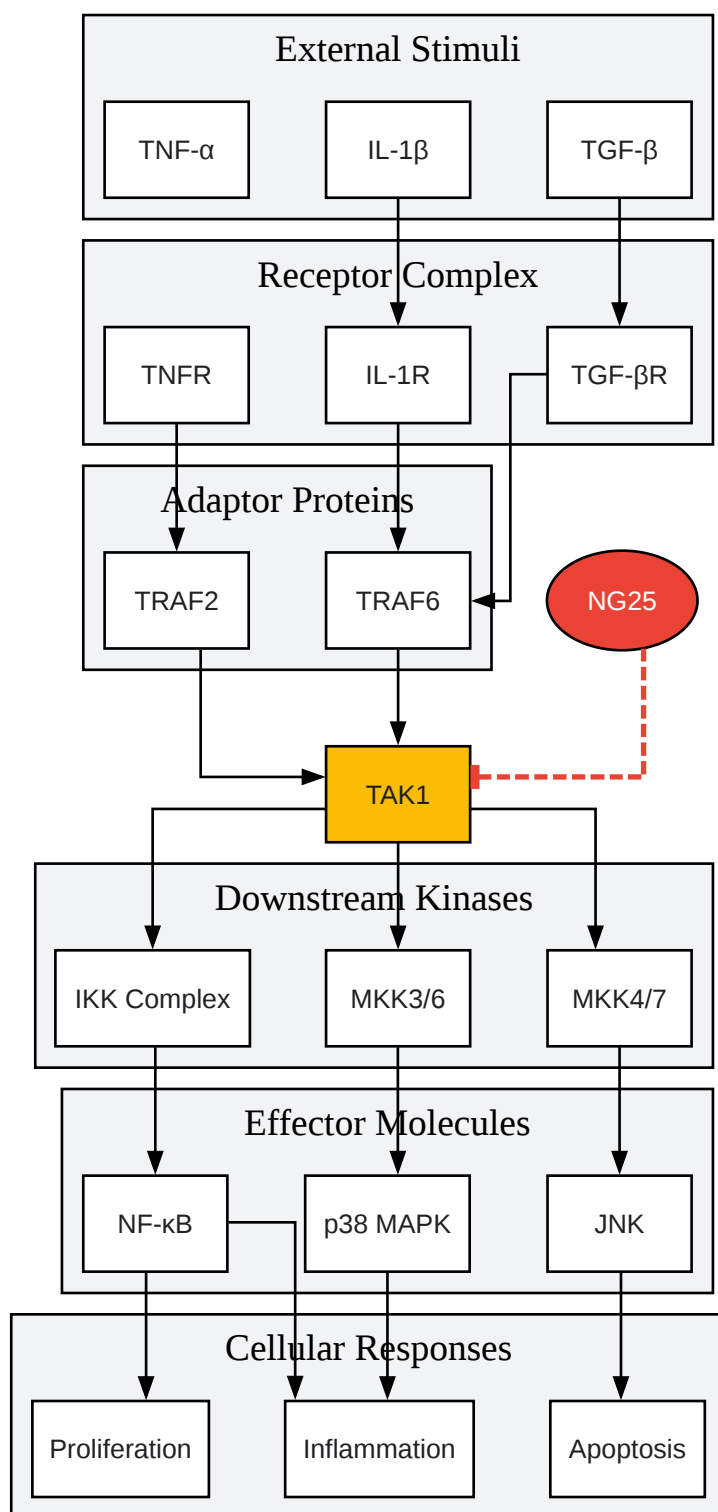 External Stimuli
TNF-α
IL-1β
TGF-β
Receptor Complex
TNFR
IL-1R
TGF-βR
Adaptor Proteins
TRAF2
TRAF6
NG25
TAK1
Downstream Kinases
IKK Complex
MKK3/6
MKK4/7
Effector Molecules
NF-κB
p38 MAPK
JNK
Cellular Responses
Proliferation
Inflammation
Apoptosis